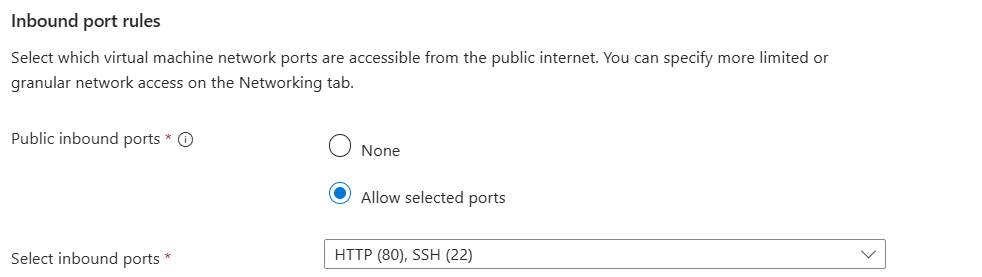 Inbound port rules
Select which virtual machine network ports are accessible from the public internet. You can specify more limited or
granular network access on the Networking tab.
Public inbound ports *
None
Allow selected ports
Select inbound ports *
HTTP (80), SSH (22)